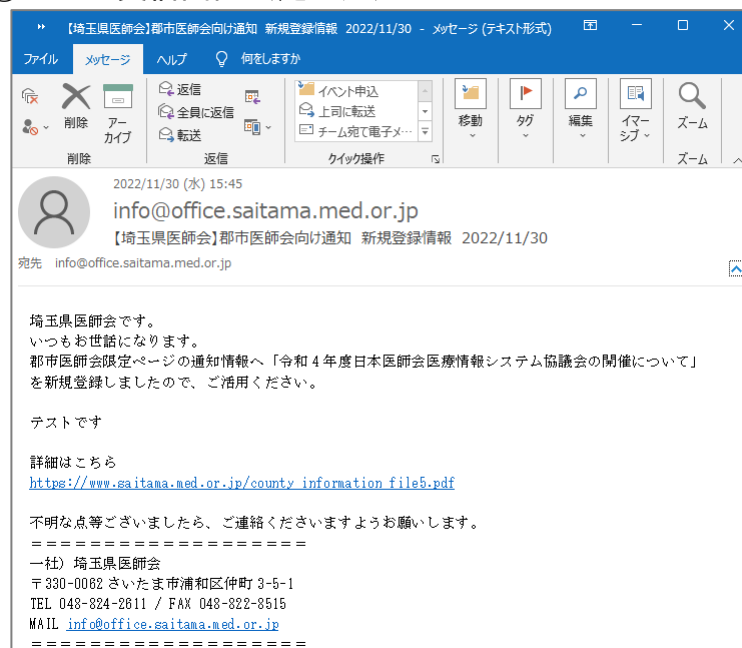 【埼玉県医師会】郡市医師会向け通知 新規登録情報 2022/11/30 - メッセージ (テキスト形式)
ファイル メッセージ ヘルプ 何をしますか
削除 アーカイブ 返信 全員に返信 転送 イベント申込 上司に転送 チーム宛て電子メ… 移動 タグ 編集 イマーシブ ズーム
削除 返信 クイック操作 ズーム
2022/11/30 (水) 15:45
info@office.saitama.med.or.jp
【埼玉県医師会】郡市医師会向け通知 新規登録情報 2022/11/30
宛先 info@office.saitama.med.or.jp
埼玉県医師会です。
いつもお世話になります。
郡市医師会限定ページの通知情報へ「令和4年度日本医師会医療情報システム協議会の開催について」
を新規登録しましたので、ご活用ください。
テストです
詳細はこちら
https://www.saitama.med.or.jp/county_information_file5.pdf
不明な点等ございましたら、ご連絡くださいますようお願いします。
＝＝＝＝＝＝＝＝＝＝＝＝＝＝＝＝＝＝＝
一社）埼玉県医師会
〒330-0062 さいたま市浦和区仲町 3-5-1
TEL 048-824-2611 / FAX 048-822-8515
MAIL info@office.saitama.med.or.jp
＝＝＝＝＝＝＝＝＝＝＝＝＝＝＝＝＝＝＝